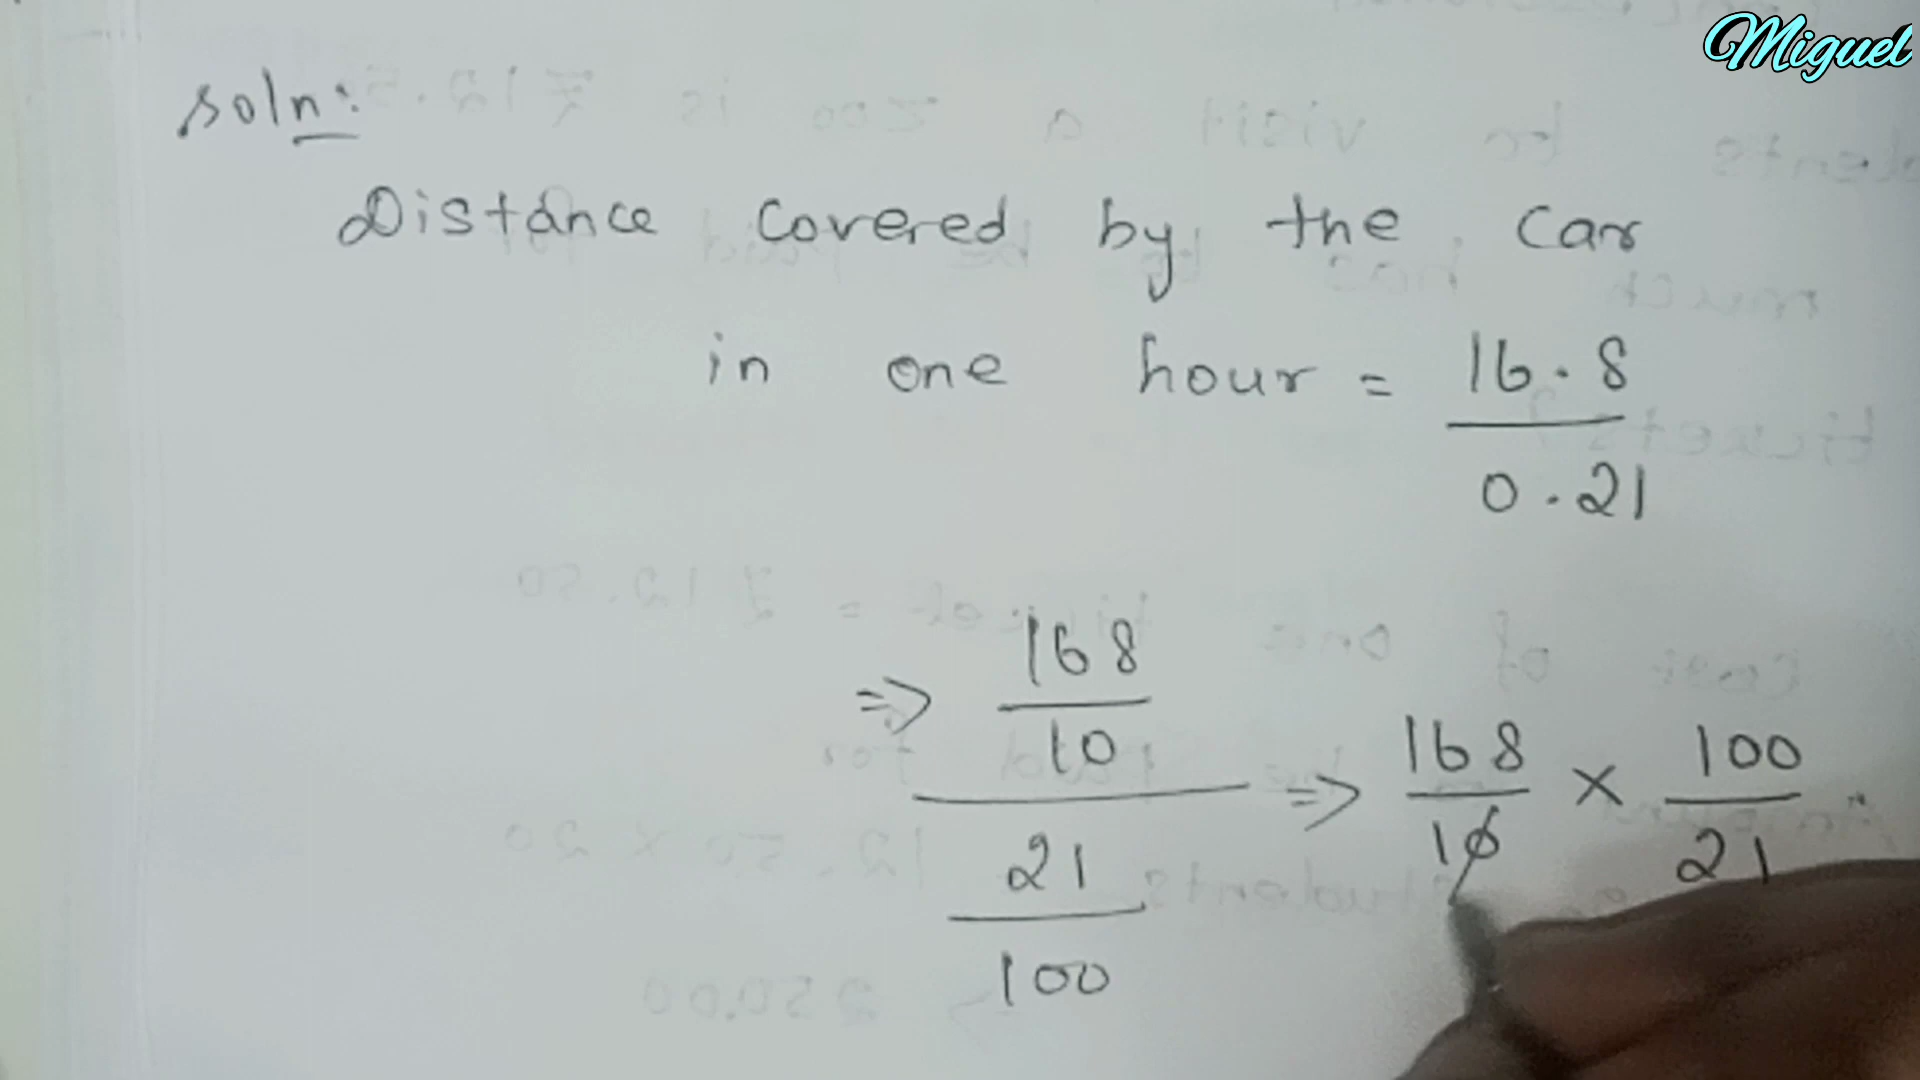 Miguel
soln:
Distance covered by the car
in one hour = 16.8
0.21
⇒ 168
10
21
100
⇒ 168 × 100
10 21